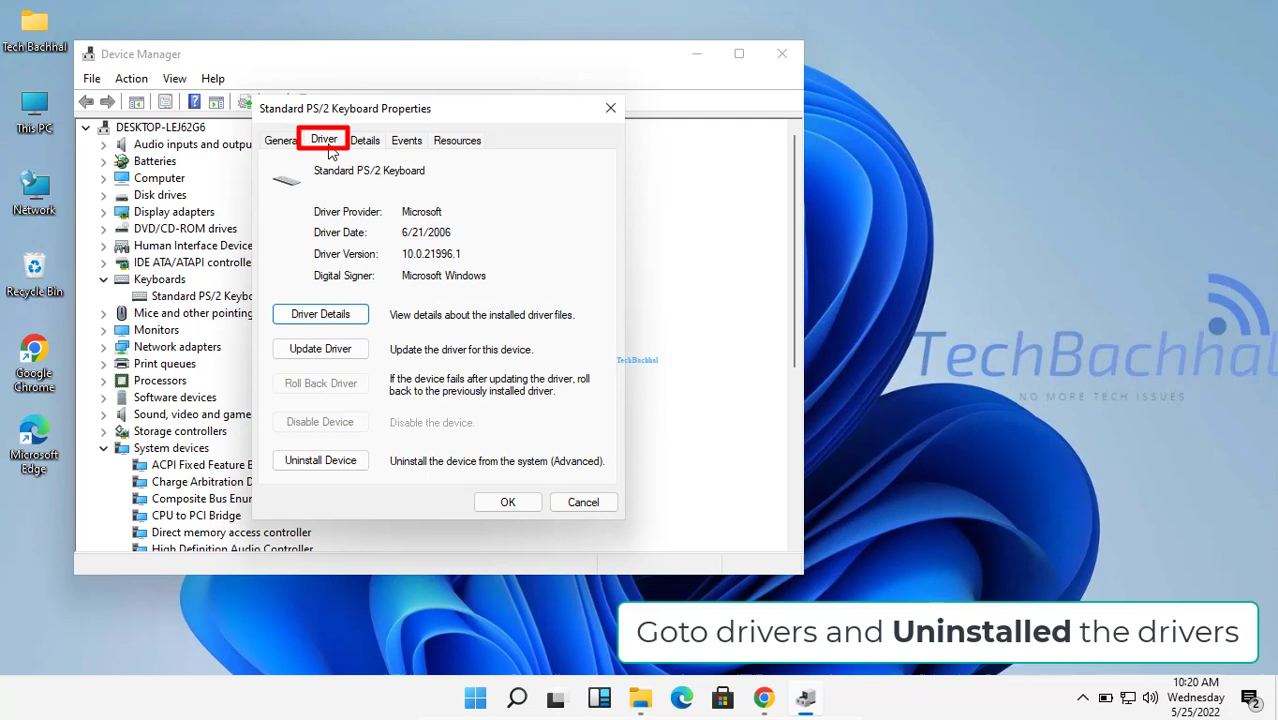 Tech Bachhal
This PC
Network
Recycle Bin
Google
Chrome
Microsoft
Edge
Device Manager
File Action View Help
DESKTOP-LEJ62G6
Audio inputs and outpu
Batteries
Computer
Disk drives
Display adapters
DVD/CD-ROM drives
Human Interface Device
IDE ATA/ATAPI controlle
Keyboards
Standard PS/2 Keybo
Mice and other pointing
Monitors
Network adapters
Print queues
Processors
Software devices
Sound, video and game
Storage controllers
System devices
ACPI Fixed Feature E
Charge Arbitration D
Composite Bus Enur
CPU to PCI Bridge
Direct memory access controller
High Definition Audio Controller
Standard PS/2 Keyboard Properties
Genera Driver Details Events Resources
Standard PS/2 Keyboard
Driver Provider: Microsoft
Driver Date: 6/21/2006
Driver Version: 10.0.21996.1
Digital Signer: Microsoft Windows
Driver Details View details about the installed driver files.
Update Driver Update the driver for this device.
Roll Back Driver If the device fails after updating the driver, roll
back to the previously installed driver.
Disable Device Disable the device.
Uninstall Device Uninstall the device from the system (Advanced).
OK Cancel
TechBachhal
TechBachhal
NO MORE TECH ISSUES
Goto drivers and Uninstalled the drivers
10:20 AM
Wednesday
5/25/2022
2